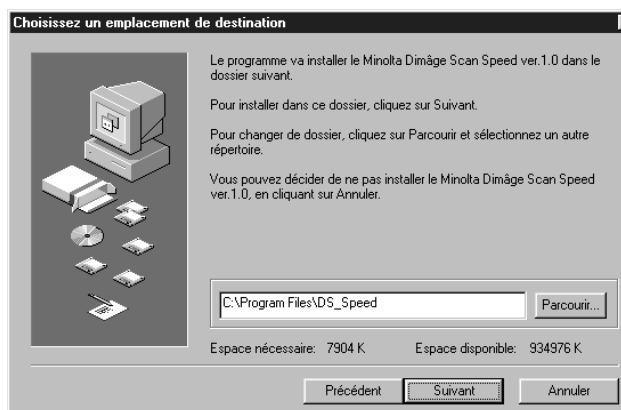 Choisissez un emplacement de destination
Le programme va installer le Minolta Dimâge Scan Speed ver.1.0 dans le
dossier suivant.
Pour installer dans ce dossier, cliquez sur Suivant.
Pour changer de dossier, cliquez sur Parcourir et sélectionnez un autre
répertoire.
Vous pouvez décider de ne pas installer le Minolta Dimâge Scan Speed
ver.1.0, en cliquant sur Annuler.
C:\Program Files\DS_Speed
Parcourir...
Espace nécessaire: 7904 K Espace disponible: 934976 K
Précédent Suivant Annuler